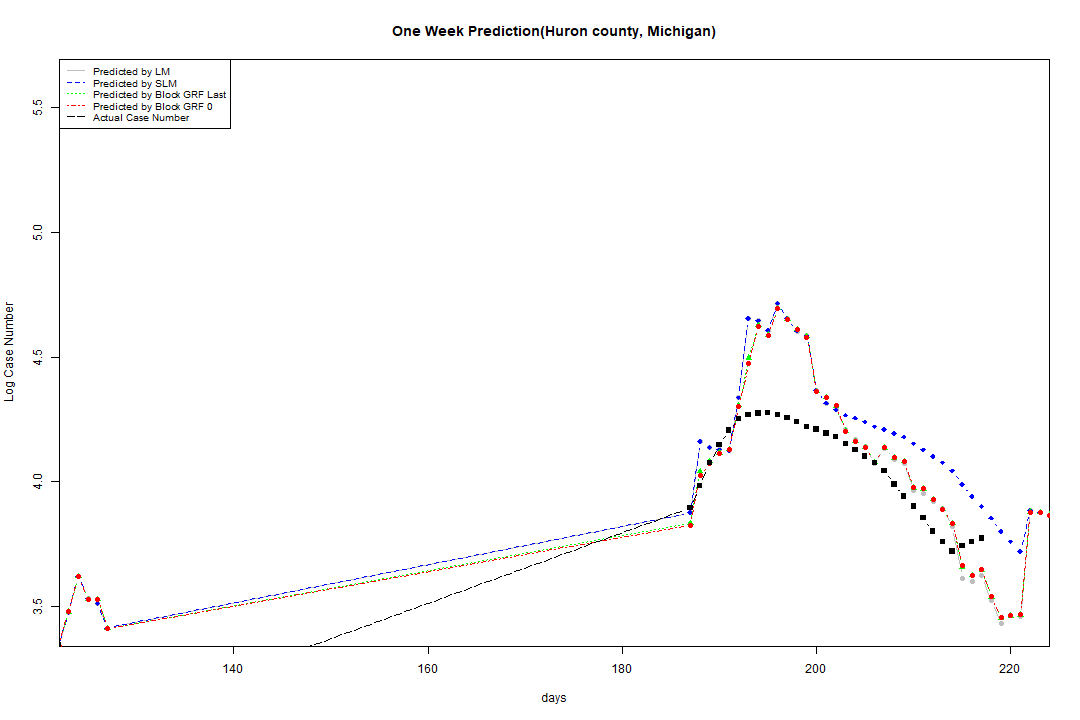 One Week Prediction(Huron county, Michigan)
Predicted by LM
Predicted by SLM
Predicted by Block GRF Last
Predicted by Block GRF 0
Actual Case Number
5.5
5.0
4.5
4.0
3.5
Log Case Number
140 160 180 200 220
days